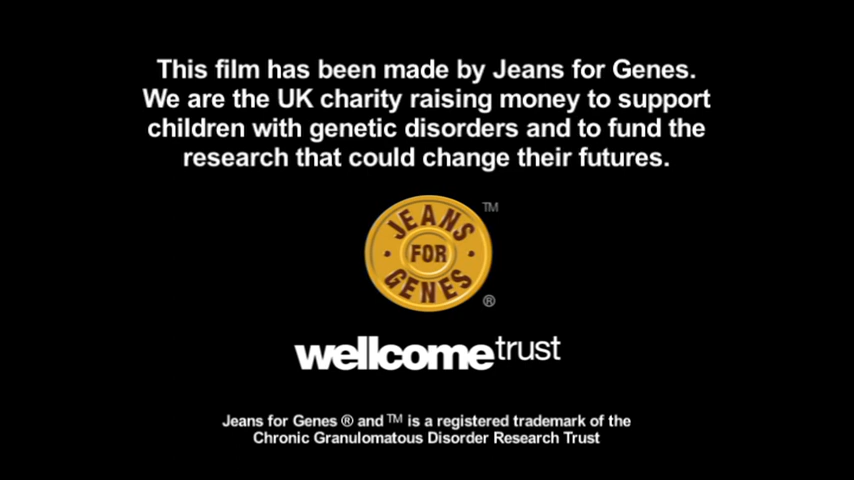 This film has been made by Jeans for Genes.
We are the UK charity raising money to support
children with genetic disorders and to fund the
research that could change their futures.
TM
JEANS
FOR
GENES
®
wellcometrust
Jeans for Genes ® and TM is a registered trademark of the
Chronic Granulomatous Disorder Research Trust